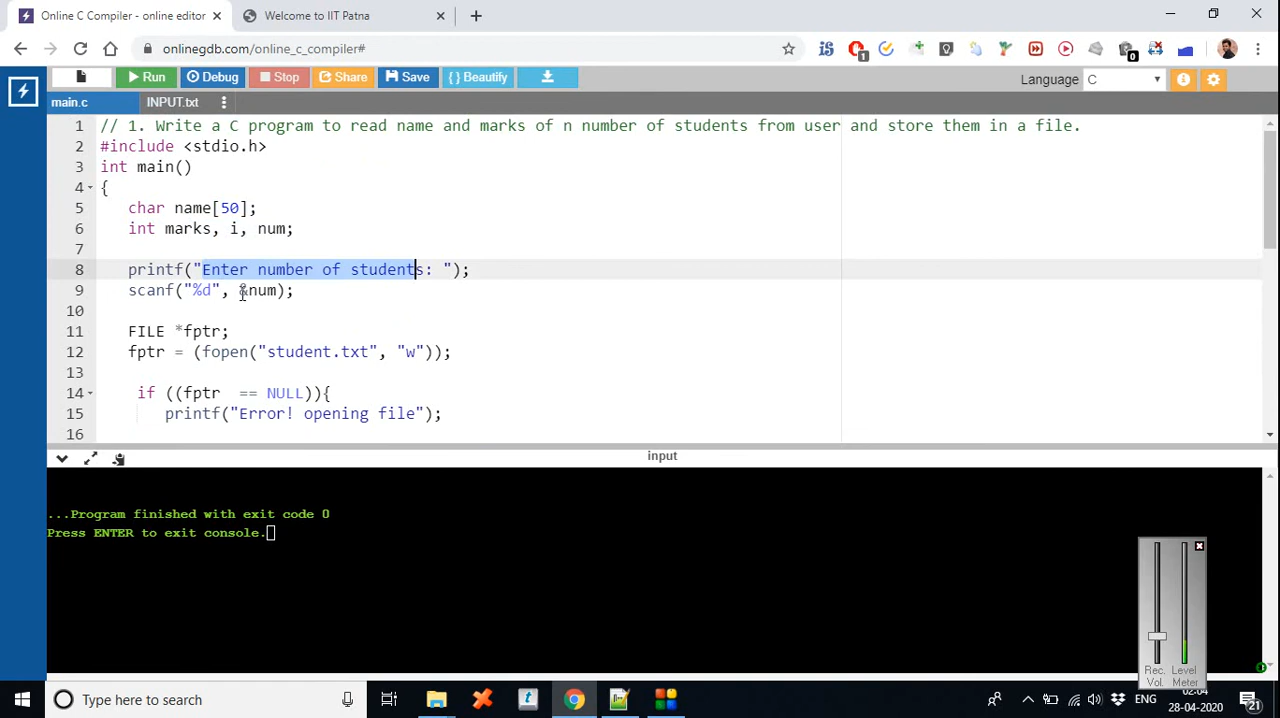 Online C Compiler - online editor
Welcome to IIT Patna
onlinegdb.com/online_c_compiler#
Run
Debug
Stop
Share
Save
{ } Beautify
Language
C
main.c
INPUT.txt
1 // 1. Write a C program to read name and marks of n number of students from user and store them in a file.
2 #include <stdio.h>
3 int main()
4 {
5 char name[50];
6 int marks, i, num;
7
8 printf("Enter number of students: ");
9 scanf("%d", &num);
10
11 FILE *fptr;
12 fptr = (fopen("student.txt", "w"));
13
14 if ((fptr == NULL)){
15 printf("Error! opening file");
16
input
...Program finished with exit code 0
Press ENTER to exit console.
Rec. Vol.
Level Meter
Type here to search
ENG
02:04
28-04-2020
21